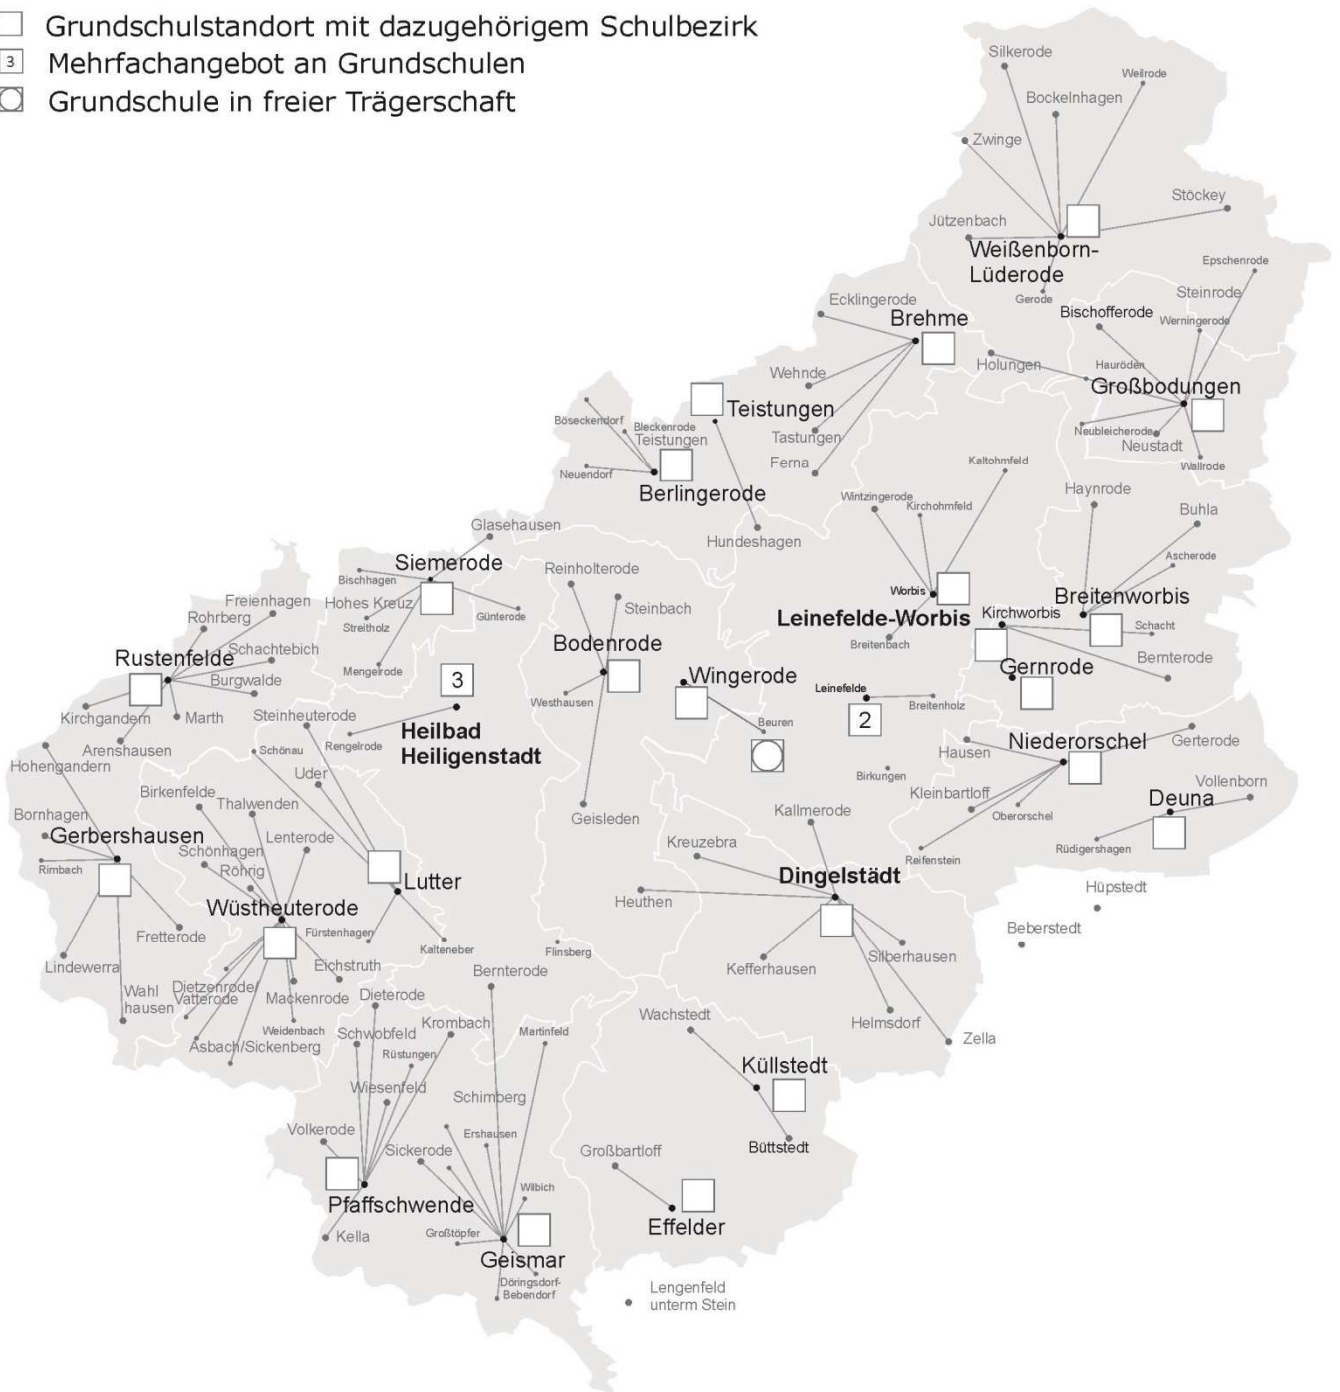 Grundschulstandort mit dazugehörigem Schulbezirk
3 Mehrfachangebot an Grundschulen
Grundschule in freier Trägerschaft
Silkerode
Weilrode
Bockelnhagen
Zwinge
Stöckey
Jützenbach
Weißenborn-
Lüderode
Gerode
Epschenrode
Steinrode
Bischofferode
Werningerode
Ecklingerode
Brehme
Holungen
Hauröden
Wehnde
Großbodungen
Teistungen
Böseckendorf
Bleckenrode
Teistungen
Tastungen
Neubleicherode
Neustadt
Ferna
Kaltohmfeld
Wallrode
Neuendorf
Berlingerode
Haynrode
Wintzingerode
Kirchohmfeld
Buhla
Glasehausen
Hundeshagen
Siemerode
Reinholterode
Ascherode
Bischhagen
Worbis
Breitenworbis
Freienhagen
Hohes Kreuz
Steinbach
Leinefelde-Worbis
Kirchworbis
Rohrberg
Streitholz
Günterode
Schacht
Bodenrode
Breitenbach
Schachtebich
Rustenfelde
Bernterode
Mengelrode
Gernrode
Burgwalde
3
Wingerode
Leinefelde
Westhausen
Breitenholz
Kirchgandern
Marth
Steinheuterode
2
Heilbad
Heiligenstadt
Beuren
Rengelrode
Arenshausen
Schönau
Hausen
Niederorschel
Gerterode
Hohengandern
Uder
Birkungen
Vollenborn
Birkenfelde
Thalwenden
Kleinbartloff
Deuna
Bornhagen
Geisleden
Kallmerode
Oberorschel
Gerbershausen
Lenterode
Kreuzebra
Schönhagen
Rüdigershagen
Rimbach
Röhrig
Reifenstein
Lutter
Dingelstädt
Hüpstedt
Wüstheuterode
Heuthen
Fürstenhagen
Beberstedt
Fretterode
Kalteneber
Flinsberg
Silberhausen
Lindewerra
Eichstruth
Bernterode
Kefferhausen
Wahl
hausen
Dietzenrode/
Vatterode
Mackenrode
Dieterode
Wachstedt
Helmsdorf
Weidenbach
Schwobfeld
Krombach
Martinfeld
Zella
Asbach/Sickenberg
Rüstungen
Küllstedt
Wiesenfeld
Schimberg
Volkerode
Ershausen
Sickerode
Büttstedt
Großbartloff
Wilbich
Pfaffschwende
Effelder
Kella
Großtöpfer
Geismar
Döringsdorf-
Bebendorf
Lengenfeld
unterm Stein